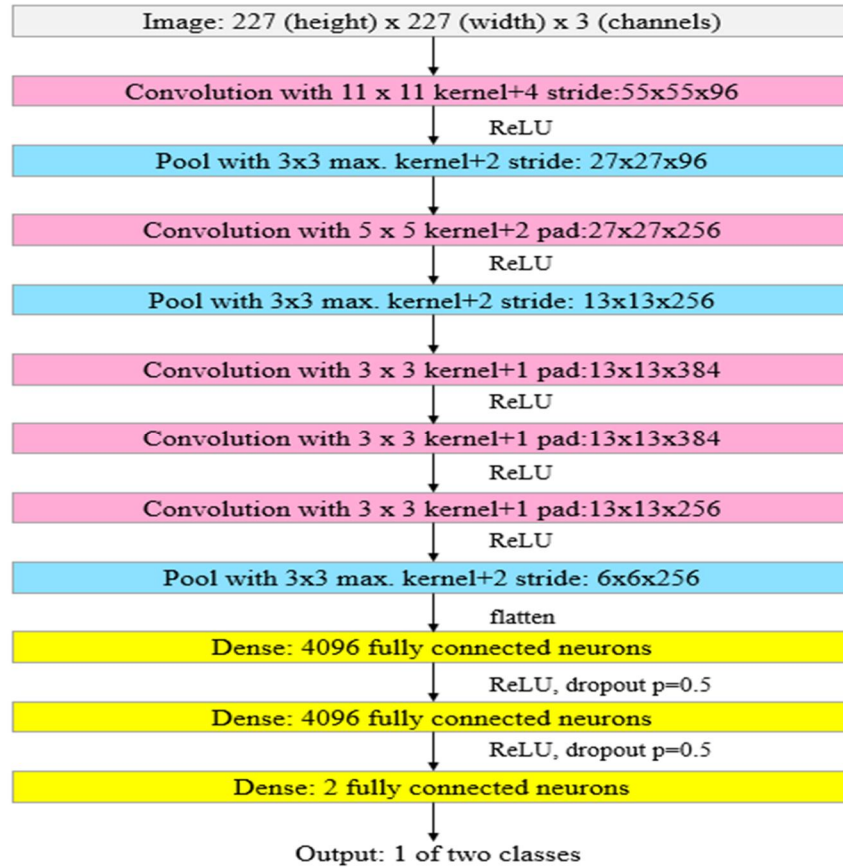 Image: 227 (height) x 227 (width) x 3 (channels)
Convolution with 11 x 11 kernel+4 stride:55x55x96
ReLU
Pool with 3x3 max. kernel+2 stride: 27x27x96
Convolution with 5 x 5 kernel+2 pad:27x27x256
ReLU
Pool with 3x3 max. kernel+2 stride: 13x13x256
Convolution with 3 x 3 kernel+1 pad:13x13x384
ReLU
Convolution with 3 x 3 kernel+1 pad:13x13x384
ReLU
Convolution with 3 x 3 kernel+1 pad:13x13x256
ReLU
Pool with 3x3 max. kernel+2 stride: 6x6x256
flatten
Dense: 4096 fully connected neurons
ReLU, dropout p=0.5
Dense: 4096 fully connected neurons
ReLU, dropout p=0.5
Dense: 2 fully connected neurons
Output: 1 of two classes